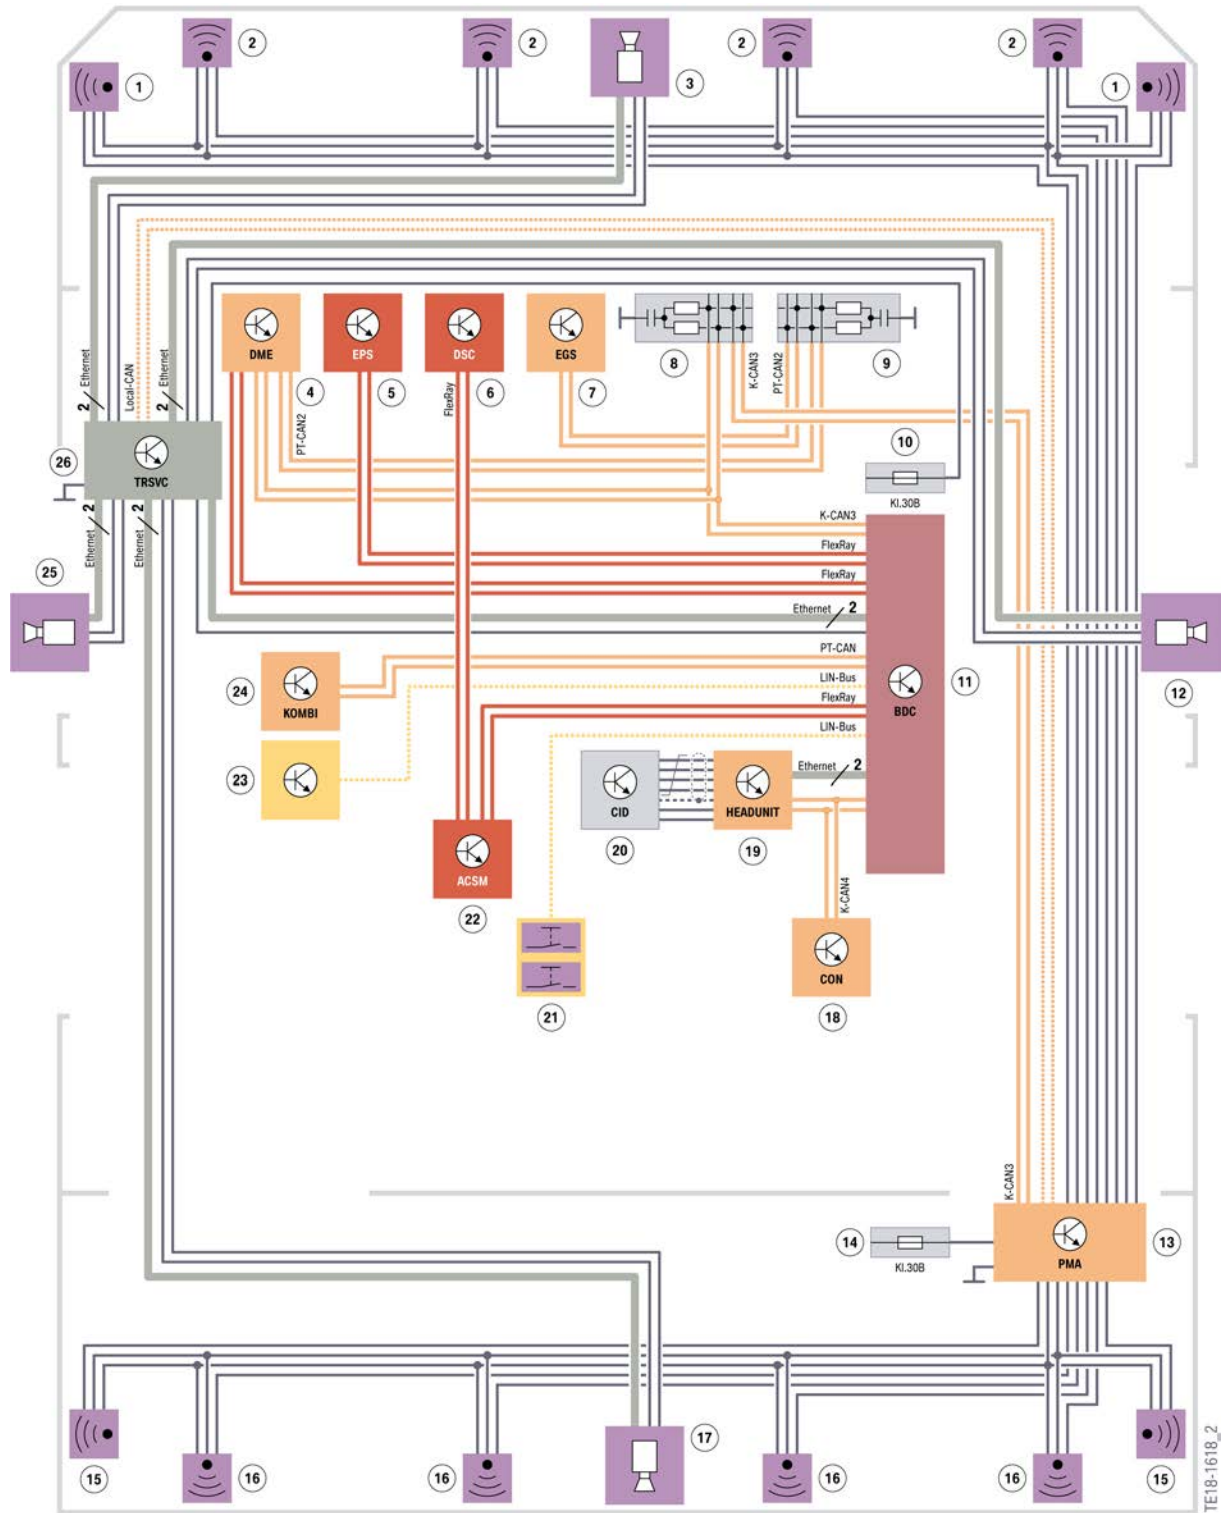 2
2
2
2
1
3
1
DME
EPS
DSC
EGS
4
5
6
7
8
9
K-CAN3
PT-CAN2
FlexRay
PT-CAN2
2 Ethernet
Local-CAN
2 Ethernet
10
Kl.30B
26
TRSVC
Ethernet 2
Ethernet 2
K-CAN3
FlexRay
FlexRay
Ethernet 2
25
PT-CAN
LIN-Bus
FlexRay
LIN-Bus
24
KOMBI
BDC
11
12
23
Ethernet 2
CID
HEADUNIT
20
19
ACSM
22
K-CAN4
CON
21
18
K-CAN3
14
Kl.30B
PMA
13
17
15
16
16
16
16
15
TE18-1618_2